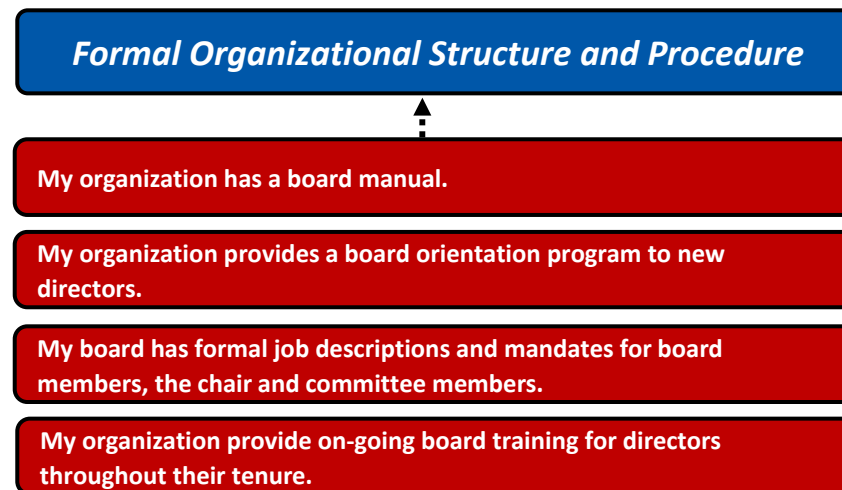 Formal Organizational Structure and Procedure
My organization has a board manual.
My organization provides a board orientation program to new
directors.
My board has formal job descriptions and mandates for board
members, the chair and committee members.
My organization provide on-going board training for directors
throughout their tenure.